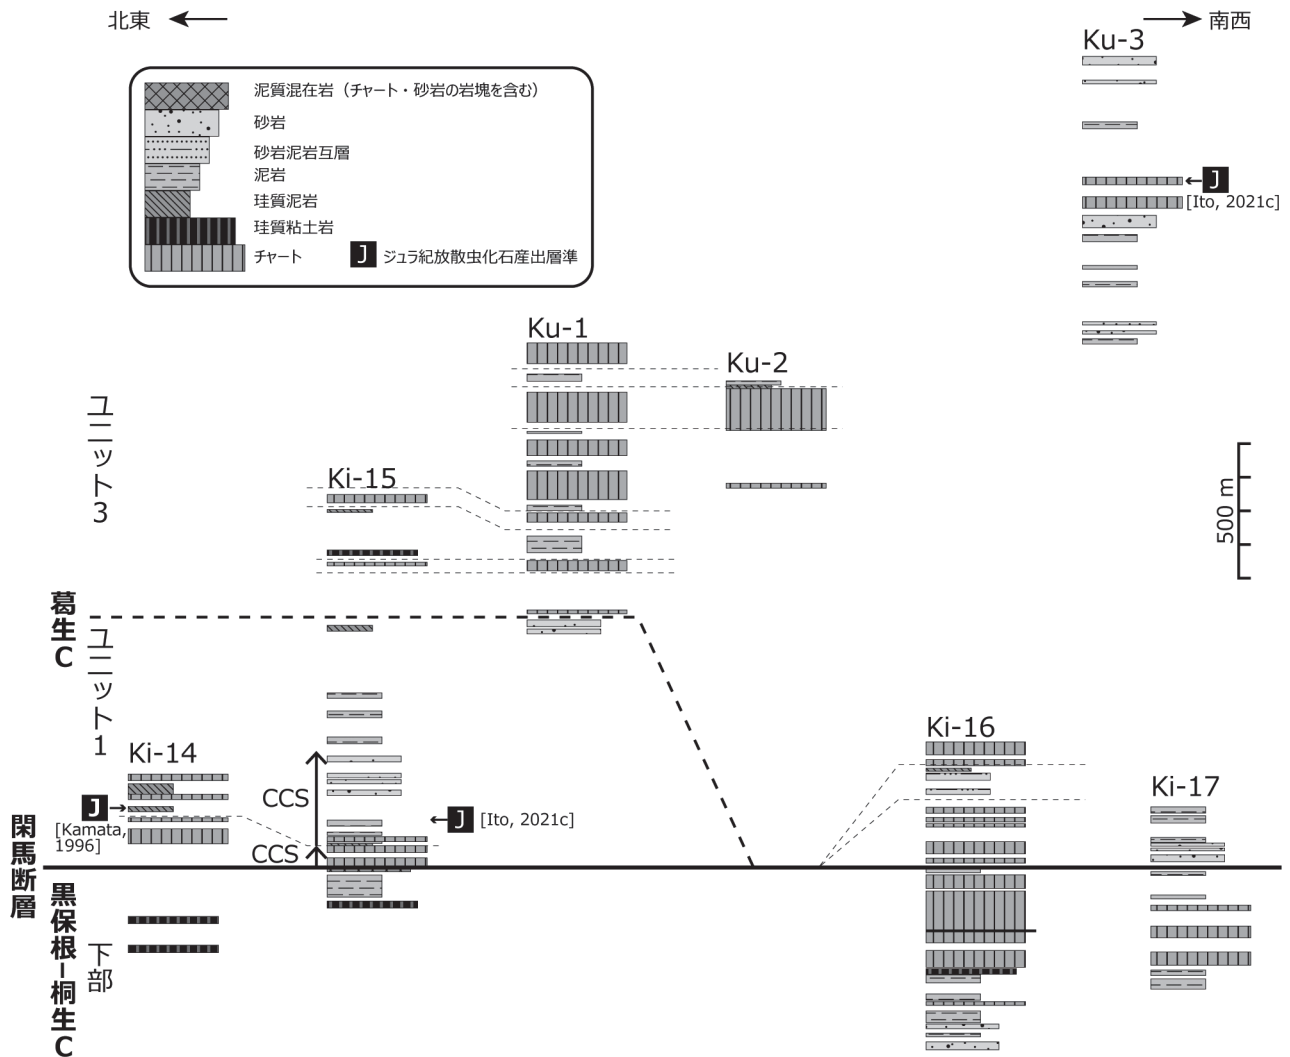 北東
南西
Ku-3
泥質混在岩（チャート・砂岩の岩塊を含む）
砂岩
砂岩泥岩互層
泥岩
珪質泥岩
珪質粘土岩
チャート
J ジュラ紀放散虫化石産出層準
J
[Ito, 2021c]
Ku-1
Ku-2
ユニット3
Ki-15
500 m
葛生C
ユニット1
Ki-14
Ki-16
Ki-17
J
[Kamata,
1996]
CCS
CCS
J
[Ito, 2021c]
閑馬断層
黒保根–桐生C
下部